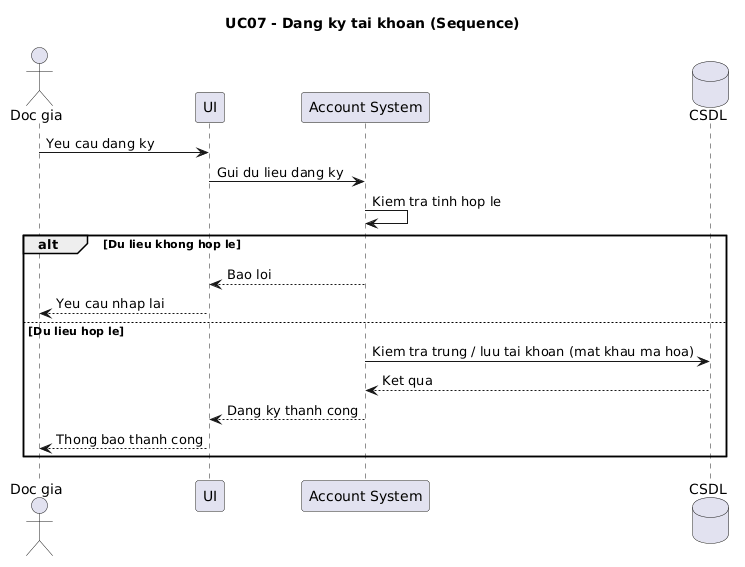 UC07 - Dang ky tai khoan (Sequence)
Doc gia
UI
Account System
CSDL
Yeu cau dang ky
Gui du lieu dang ky
Kiem tra tinh hop le
alt
[Du lieu khong hop le]
Bao loi
Yeu cau nhap lai
[Du lieu hop le]
Kiem tra trung / luu tai khoan (mat khau ma hoa)
Ket qua
Dang ky thanh cong
Thong bao thanh cong
Doc gia
UI
Account System
CSDL